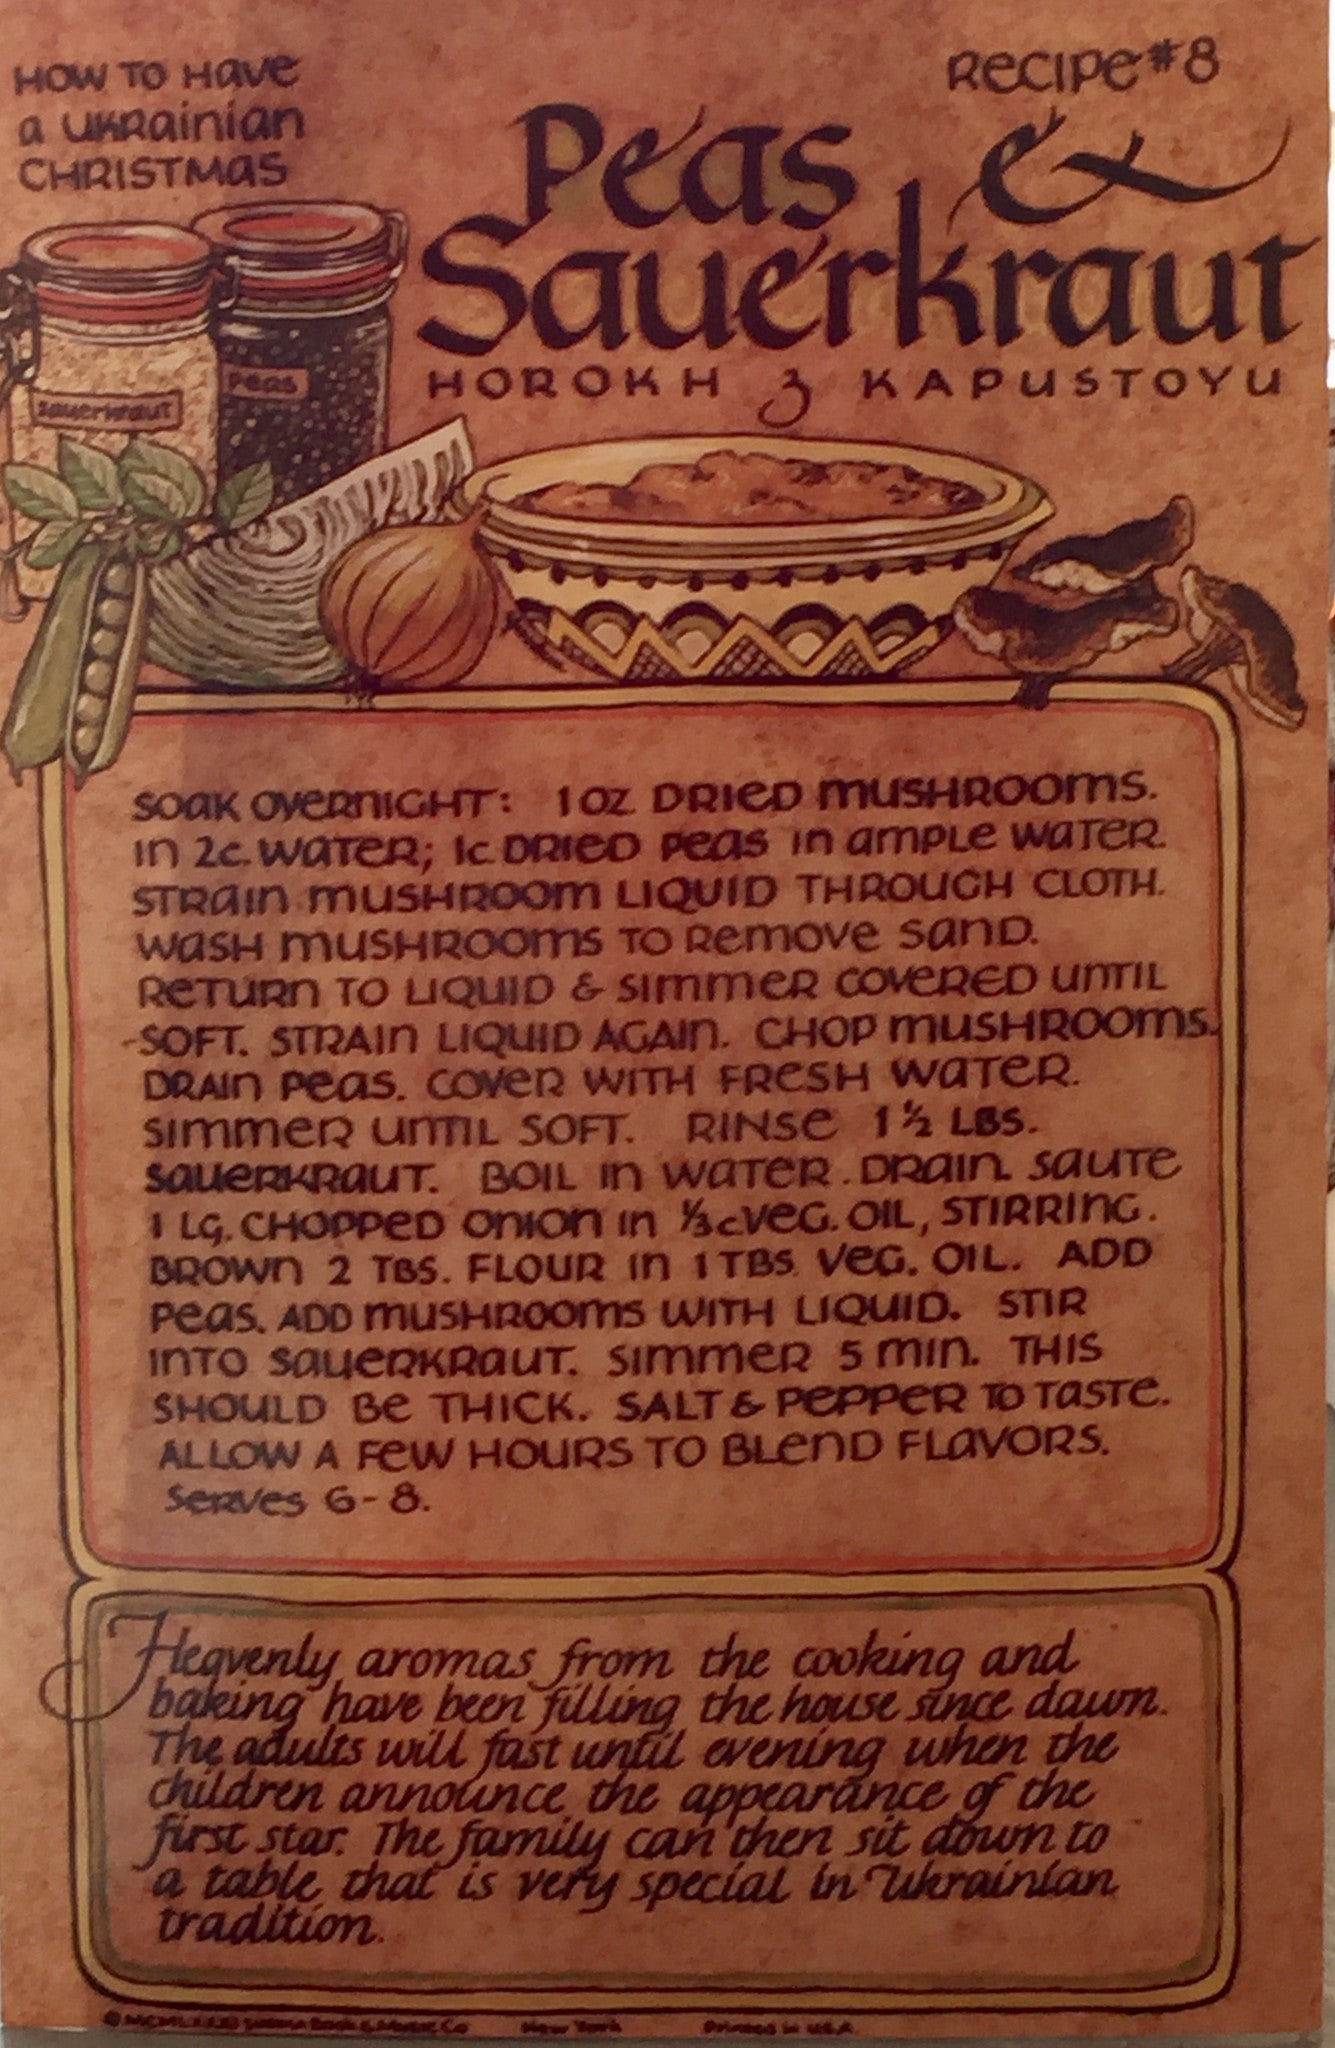 HOW TO HAVE
A UKRAINIAN
CHRISTMAS
RECIPE #8
Peas &
Sauerkraut
HOROKH z KAPUSTOYU
Sauerkraut
Peas
SOAK OVERNIGHT: 1 OZ DRIED MUSHROOMS.
IN 2C. WATER; 1C. DRIED PEAS IN AMPLE WATER.
STRAIN MUSHROOM LIQUID THROUGH CLOTH.
WASH MUSHROOMS TO REMOVE SAND.
RETURN TO LIQUID & SIMMER COVERED UNTIL
SOFT. STRAIN LIQUID AGAIN. CHOP MUSHROOMS.
DRAIN PEAS. COVER WITH FRESH WATER.
SIMMER UNTIL SOFT. RINSE 1 ½ LBS.
SAUERKRAUT. BOIL IN WATER. DRAIN. SAUTE
1 LG. CHOPPED ONION IN ⅓ C VEG. OIL, STIRRING.
BROWN 2 TBS. FLOUR IN 1 TBS VEG. OIL. ADD
PEAS. ADD MUSHROOMS WITH LIQUID. STIR
INTO SAUERKRAUT. SIMMER 5 MIN. THIS
SHOULD BE THICK. SALT & PEPPER TO TASTE.
ALLOW A FEW HOURS TO BLEND FLAVORS.
SERVES 6-8.
Heavenly aromas from the cooking and
baking have been filling the house since dawn.
The adults will fast until evening when the
children announce the appearance of the
first star. The family can then sit down to
a table that is very special in Ukrainian
tradition.
© Surma Book & Music Co New York Printed in U.S.A.